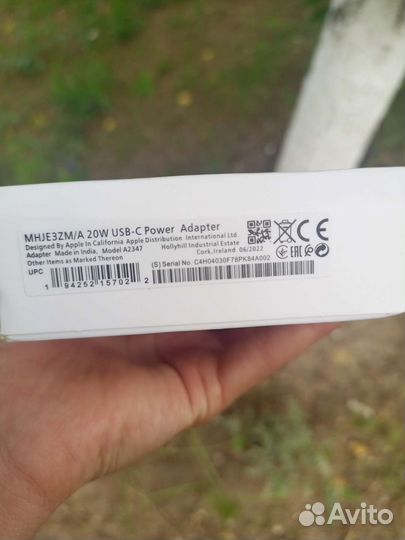 MHJE3ZM/A 20W USB-C Power Adapter
Designed By Apple In California Apple Distribution International Ltd.
Adapter Made in India, Model A2347 Hollyhill Industrial Estate
Other Items as Marked Thereon Cork, Ireland 06/2022
UPC
(S) Serial No. C4H04030F78PK84A002
1 94252 15702 2
CE
EAC
Avito